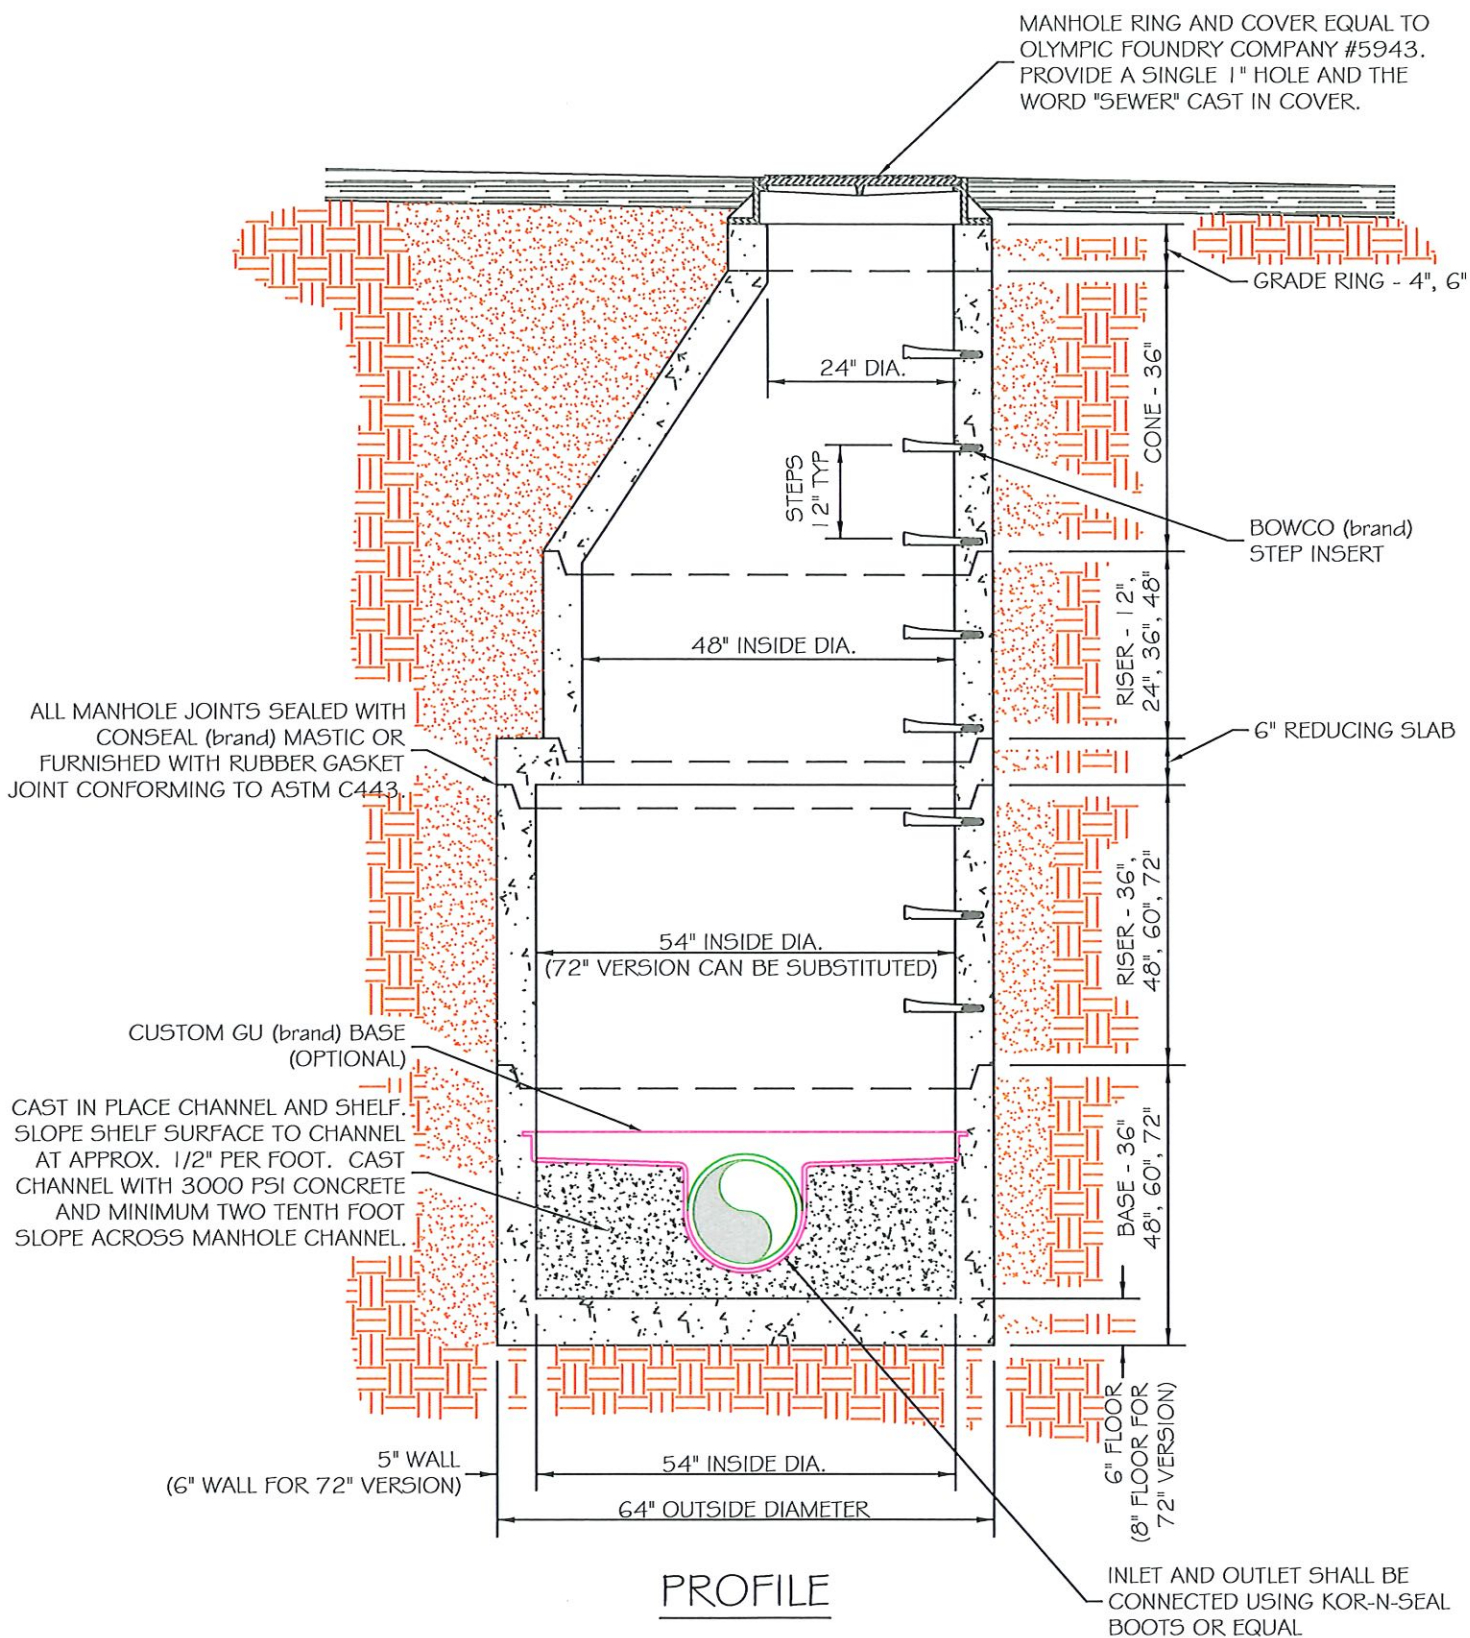 MANHOLE RING AND COVER EQUAL TO
OLYMPIC FOUNDRY COMPANY #5943.
PROVIDE A SINGLE 1" HOLE AND THE
WORD "SEWER" CAST IN COVER.
GRADE RING - 4", 6"
24" DIA.
CONE - 36"
STEPS
12" TYP
BOWCO (brand)
STEP INSERT
RISER - 12",
24", 36", 48"
48" INSIDE DIA.
ALL MANHOLE JOINTS SEALED WITH
CONSEAL (brand) MASTIC OR
FURNISHED WITH RUBBER GASKET
JOINT CONFORMING TO ASTM C443.
6" REDUCING SLAB
RISER - 36",
48", 60", 72"
54" INSIDE DIA.
(72" VERSION CAN BE SUBSTITUTED)
CUSTOM GU (brand) BASE
(OPTIONAL)
CAST IN PLACE CHANNEL AND SHELF.
SLOPE SHELF SURFACE TO CHANNEL
AT APPROX. 1/2" PER FOOT. CAST
CHANNEL WITH 3000 PSI CONCRETE
AND MINIMUM TWO TENTH FOOT
SLOPE ACROSS MANHOLE CHANNEL.
BASE - 36"
48", 60", 72"
6" FLOOR
(8" FLOOR FOR
72" VERSION)
5" WALL
(6" WALL FOR 72" VERSION)
54" INSIDE DIA.
64" OUTSIDE DIAMETER
PROFILE
INLET AND OUTLET SHALL BE
CONNECTED USING KOR-N-SEAL
BOOTS OR EQUAL